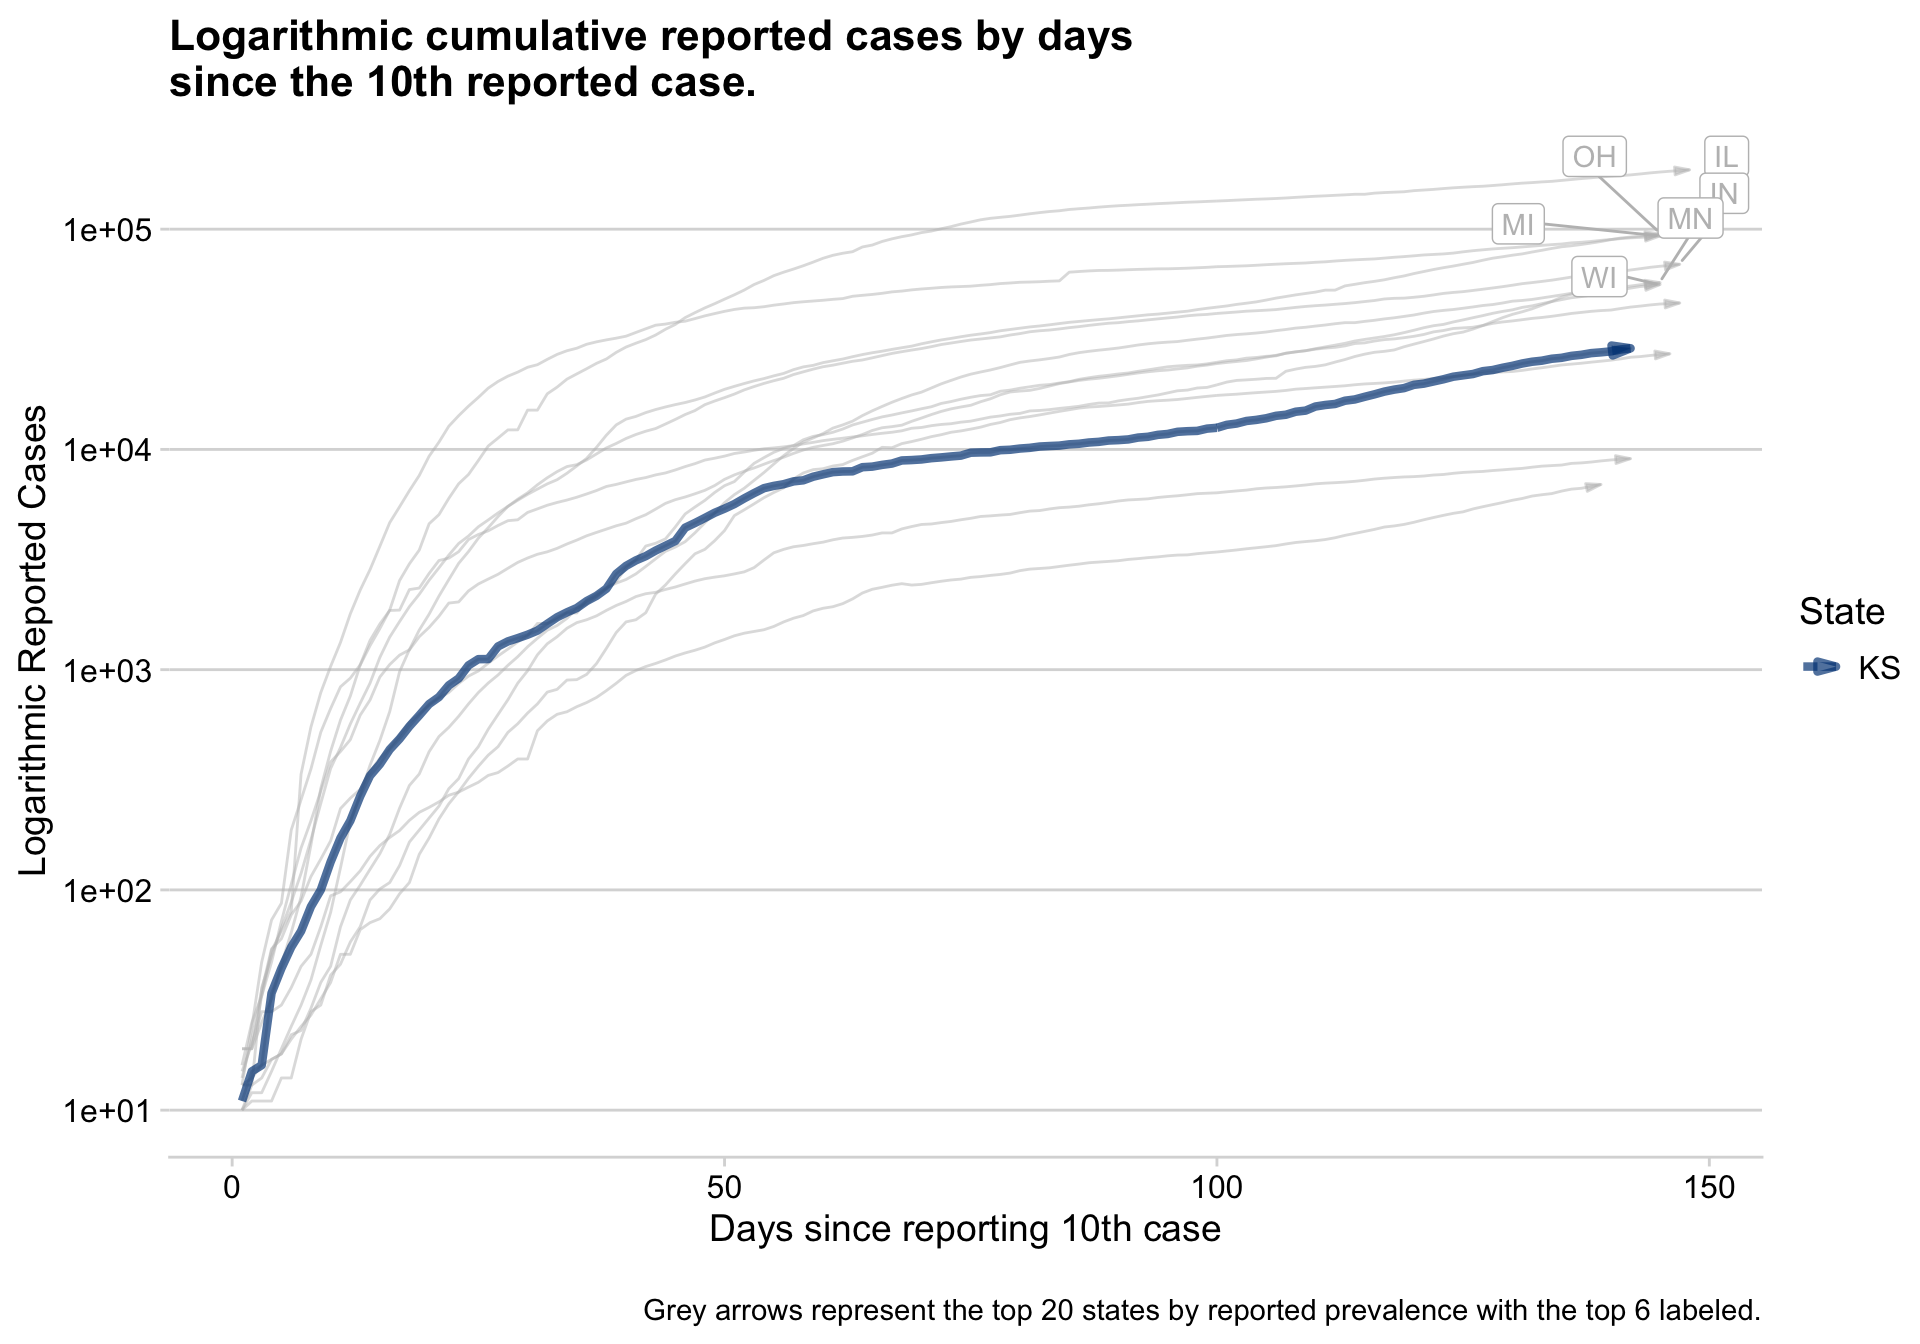 Logarithmic cumulative reported cases by days
since the 10th reported case.
OH
IL
IN
MN
MI
WI
1e+05
1e+04
1e+03
1e+02
1e+01
Logarithmic Reported Cases
State
KS
0
50
100
150
Days since reporting 10th case
Grey arrows represent the top 20 states by reported prevalence with the top 6 labeled.